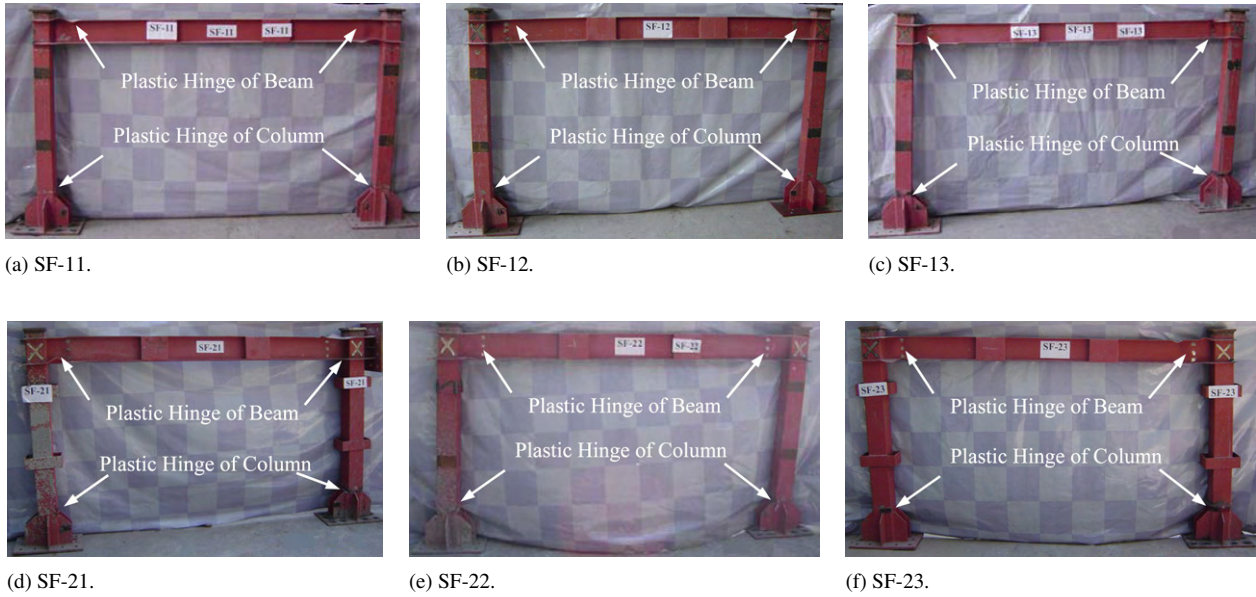 SF-11 SF-11 SF-11
Plastic Hinge of Beam
Plastic Hinge of Column
(a) SF-11.
SF-12
Plastic Hinge of Beam
Plastic Hinge of Column
(b) SF-12.
SF-13 SF-13 SF-13
Plastic Hinge of Beam
Plastic Hinge of Column
(c) SF-13.
SF-21
SF-21 SF-21
Plastic Hinge of Beam
Plastic Hinge of Column
(d) SF-21.
SF-22 SF-22
Plastic Hinge of Beam
Plastic Hinge of Column
(e) SF-22.
SF-23
SF-23 SF-23
Plastic Hinge of Beam
Plastic Hinge of Column
(f) SF-23.